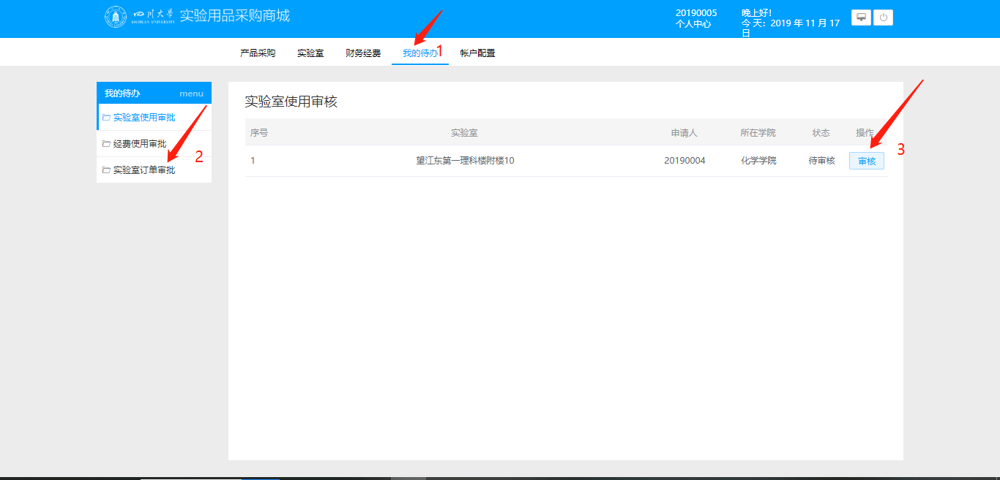 四川大学 实验用品采购商城
SICHUAN UNIVERSITY
20190005
个人中心
晚上好!
今天: 2019 年 11 月 17
日
产品采购 实验室 财务经费 我的待办 帐户配置
1
我的待办 menu
实验室使用审批
经费使用审批
实验室订单审批
2
实验室使用审核
序号 实验室 申请人 所在学院 状态 操作
1 望江东第一理科楼附楼10 20190004 化学学院 待审核 审核
3